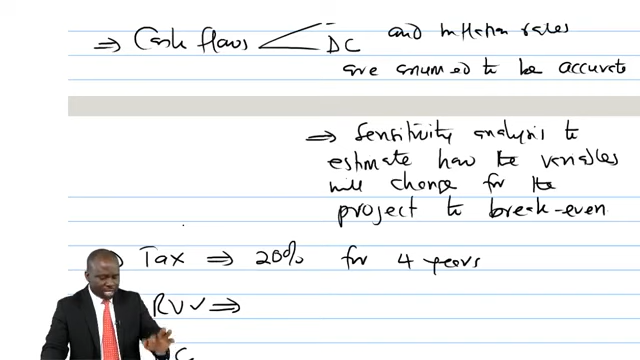 ⇒ Cash flows DC and inflation rates
are assumed to be accurate
⇒ Sensitivity analysis to
estimate how the variables
will change for the
project to break-even
Tax ⇒ 20% for 4 years
RV ✓ ⇒